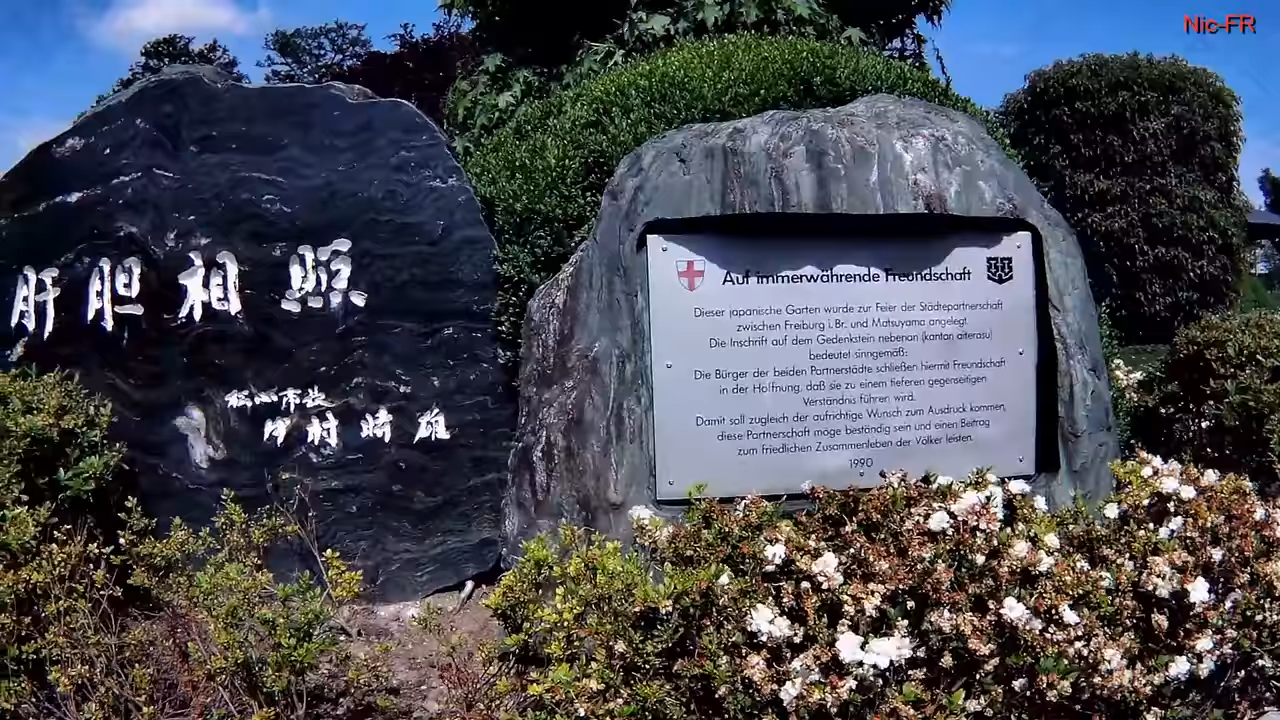 Nic-FR
肝胆相照
松山市長
中村時雄
Auf immerwährende Freundschaft
Dieser japanische Garten wurde zur Feier der Städtepartnerschaft
zwischen Freiburg i. Br. und Matsuyama angelegt.
Die Inschrift auf dem Gedenkstein nebenan (kantan aiterasu)
bedeutet sinngemäß:
Die Bürger der beiden Partnerstädte schließen hiermit Freundschaft
in der Hoffnung, daß sie zu einem tieferen gegenseitigen
Verständnis führen wird.
Damit soll zugleich der aufrichtige Wunsch zum Ausdruck kommen,
diese Partnerschaft möge beständig sein und einen Beitrag
zum friedlichen Zusammenleben der Völker leisten.
1990